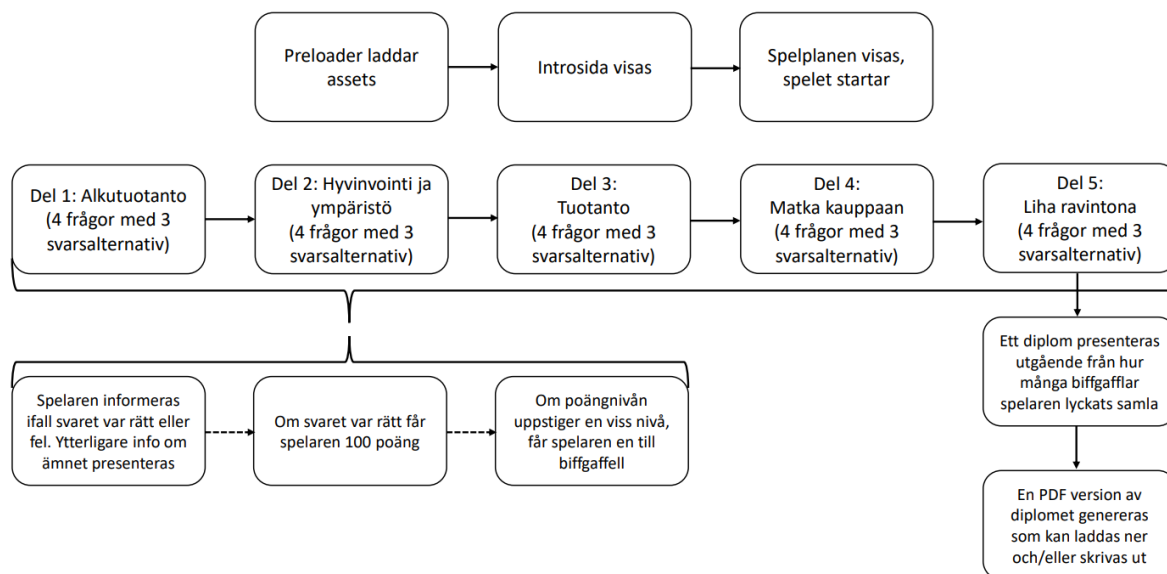 Preloader laddar
assets
Introsida visas
Spelplanen visas,
spelet startar
Del 1: Alkutuotanto
(4 frågor med 3
svarsalternativ)
Del 2: Hyvinvointi ja
ympäristö
(4 frågor med 3
svarsalternativ)
Del 3:
Tuotanto
(4 frågor med 3
svarsalternativ)
Del 4:
Matka kauppaan
(4 frågor med 3
svarsalternativ)
Del 5:
Liha ravintona
(4 frågor med 3
svarsalternativ)
Spelaren informeras
ifall svaret var rätt eller
fel. Ytterligare info om
ämnet presenteras
Om svaret var rätt får
spelaren 100 poäng
Om poängnivån
uppstiger en viss nivå,
får spelaren en till
biffgaffell
Ett diplom presenteras
utgående från hur
många biffgafflar
spelaren lyckats samla
En PDF version av
diplomet genereras
som kan laddas ner
och/eller skrivas ut